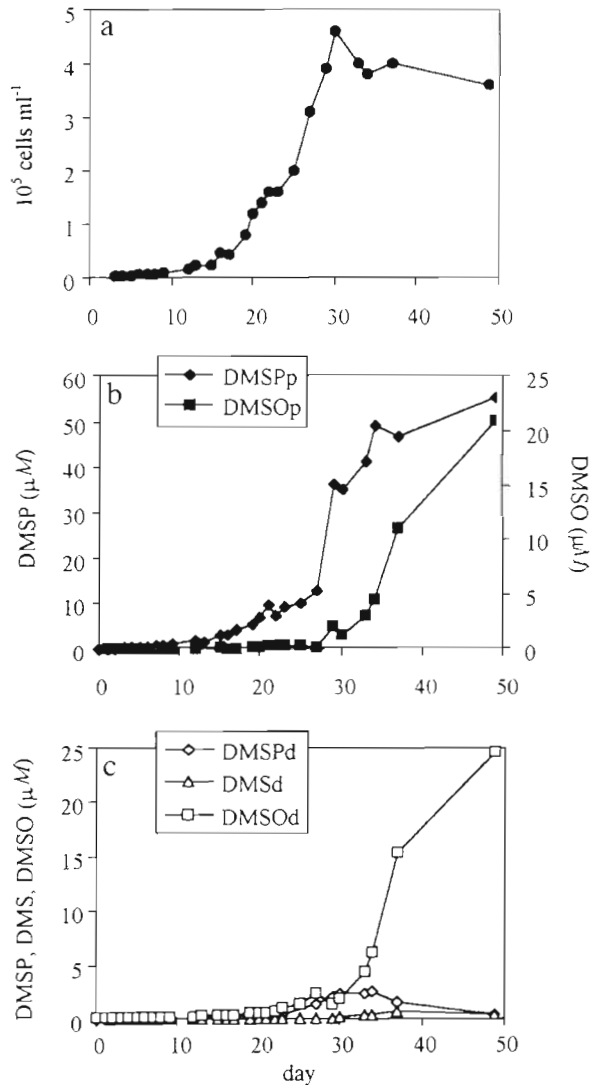 a
10⁵ cells ml⁻¹
5
4
3
2
1
0
0 10 20 30 40 50
b
DMSPp
DMSOp
DMSP (µM)
60
50
40
30
20
10
0
DMSO (µM)
25
20
15
10
5
0
0 10 20 30 40 50
c
DMSPd
DMSd
DMSOd
DMSP, DMS, DMSO (µM)
25
20
15
10
5
0
0 10 20 30 40 50
day